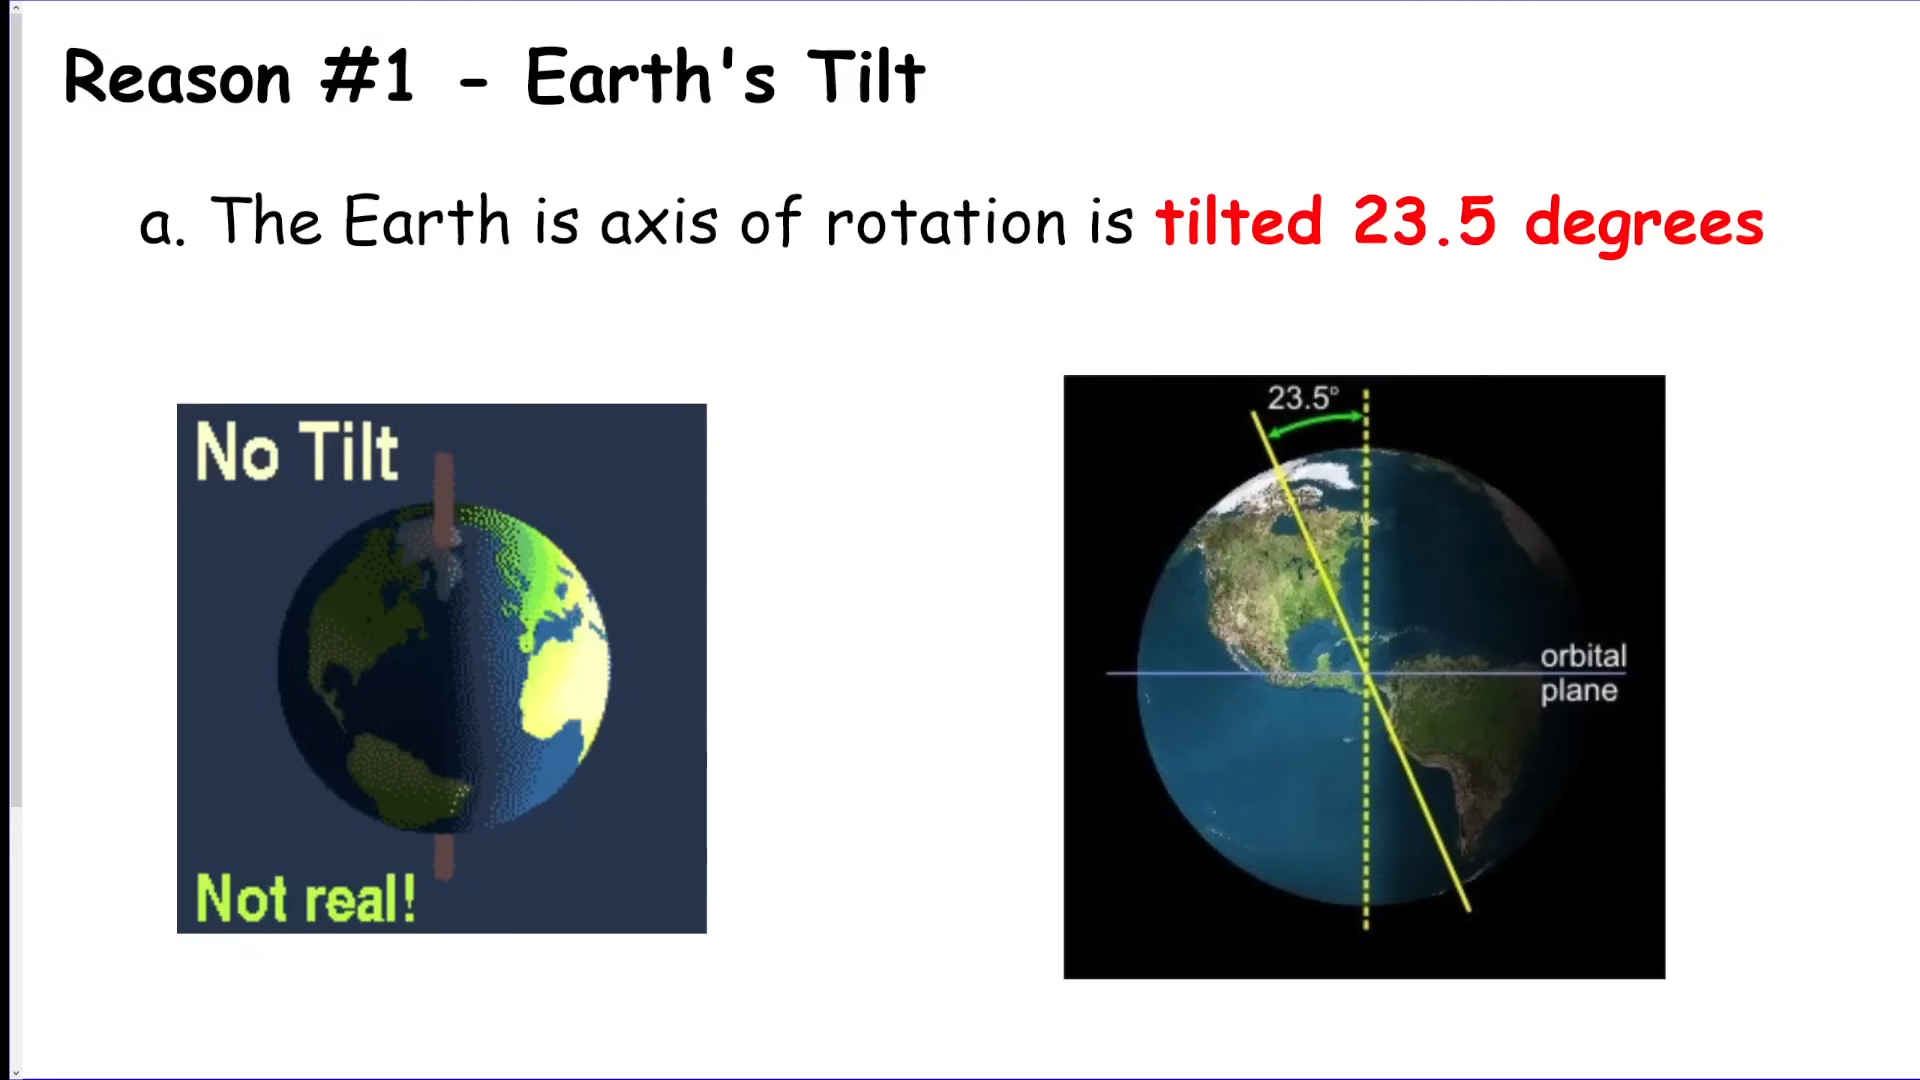 Reason #1 - Earth's Tilt
a. The Earth is axis of rotation is tilted 23.5 degrees
No Tilt
Not real!
23.5°
orbital
plane